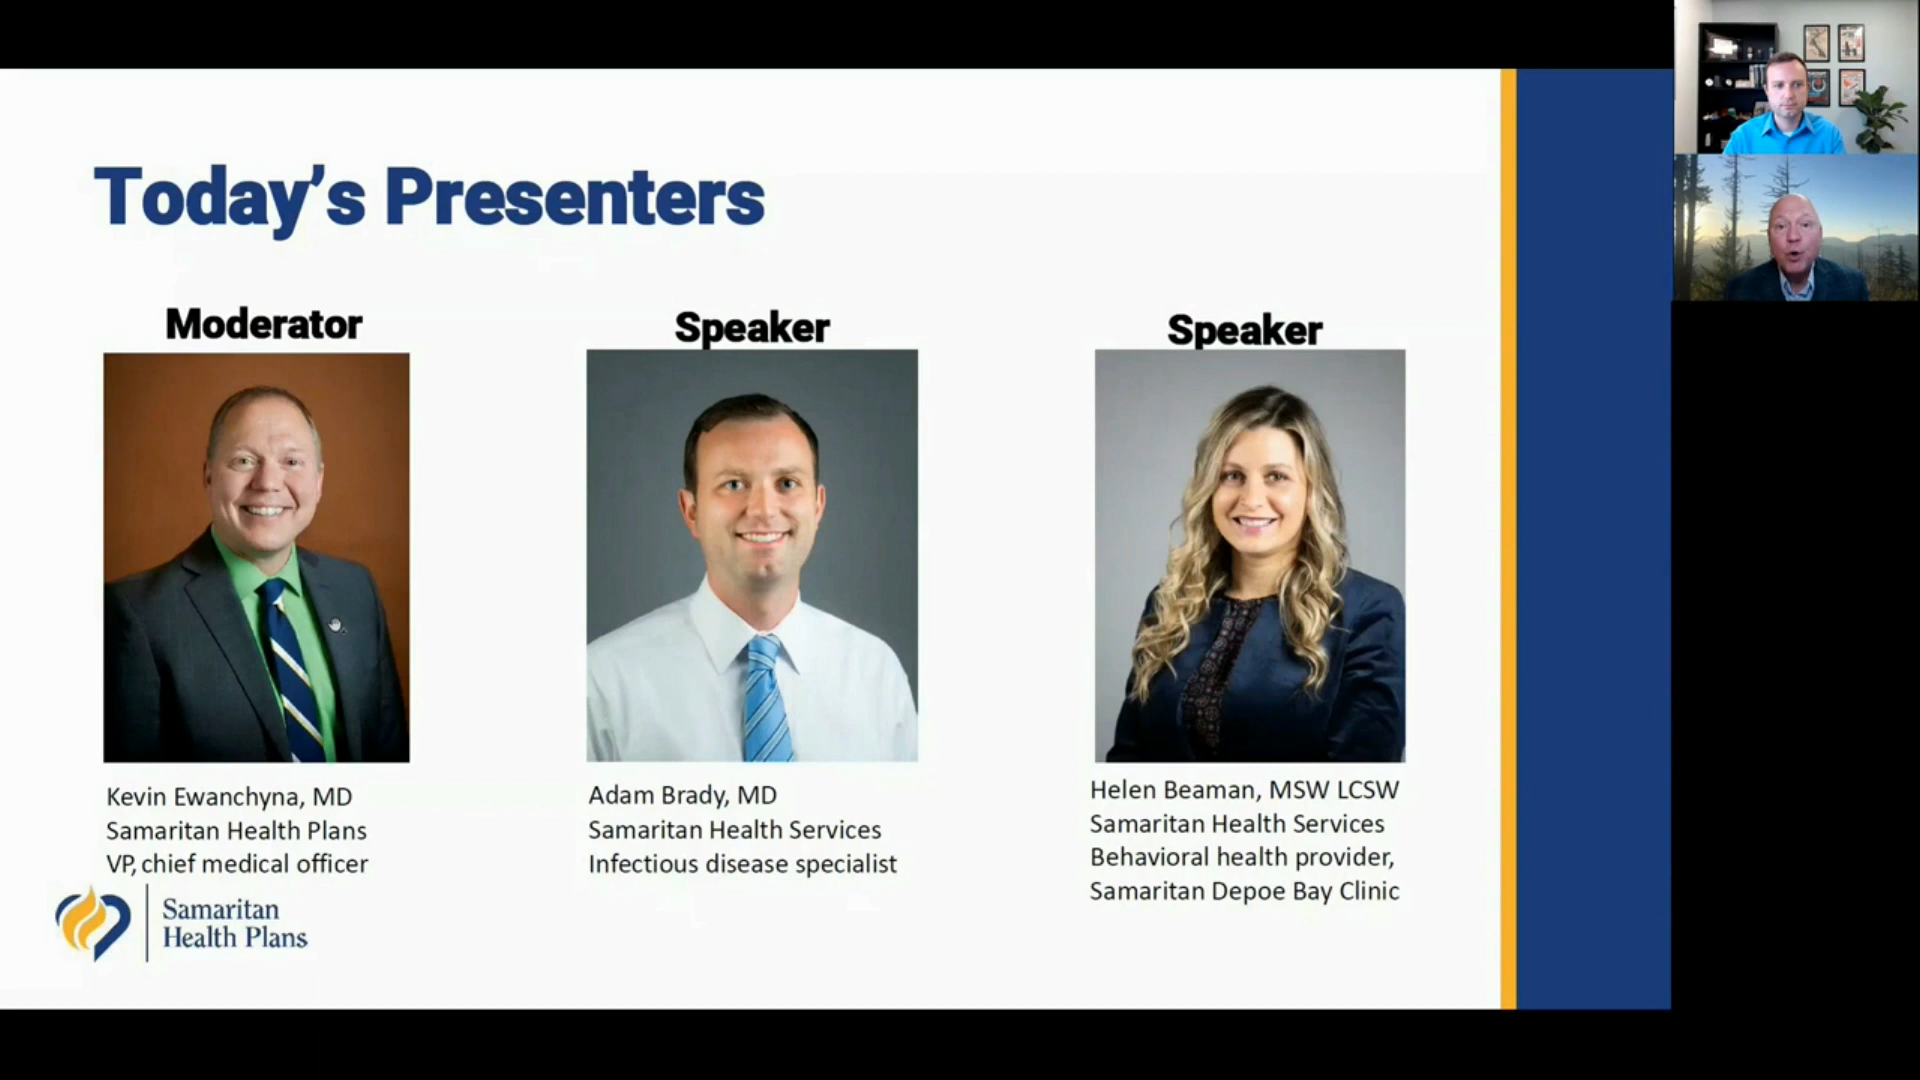 Today's Presenters
Moderator
Speaker
Speaker
Kevin Ewanchyna, MD
Samaritan Health Plans
VP, chief medical officer
Adam Brady, MD
Samaritan Health Services
Infectious disease specialist
Helen Beaman, MSW LCSW
Samaritan Health Services
Behavioral health provider,
Samaritan Depoe Bay Clinic
Samaritan
Health Plans